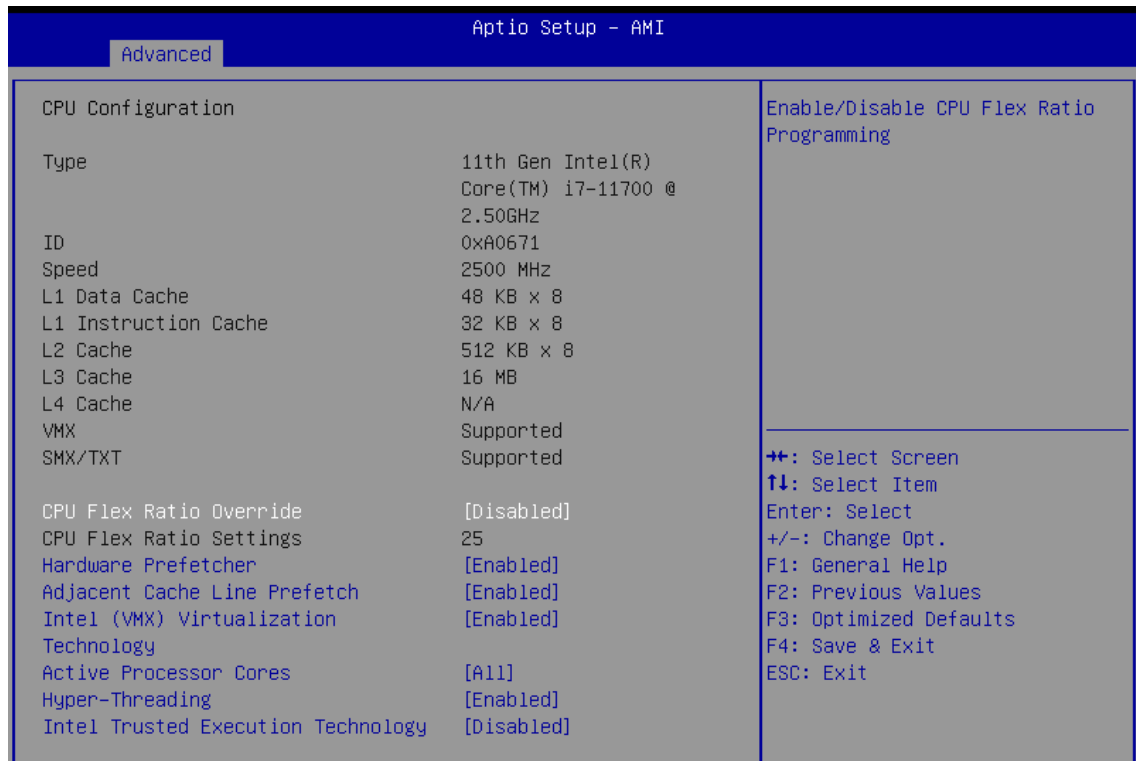 Aptio Setup – AMI
Advanced
CPU Configuration
Type 11th Gen Intel(R)
Core(TM) i7-11700 @
2.50GHz
ID 0xA0671
Speed 2500 MHz
L1 Data Cache 48 KB x 8
L1 Instruction Cache 32 KB x 8
L2 Cache 512 KB x 8
L3 Cache 16 MB
L4 Cache N/A
VMX Supported
SMX/TXT Supported
CPU Flex Ratio Override [Disabled]
CPU Flex Ratio Settings 25
Hardware Prefetcher [Enabled]
Adjacent Cache Line Prefetch [Enabled]
Intel (VMX) Virtualization [Enabled]
Technology
Active Processor Cores [All]
Hyper-Threading [Enabled]
Intel Trusted Execution Technology [Disabled]
Enable/Disable CPU Flex Ratio
Programming
→←: Select Screen
↑↓: Select Item
Enter: Select
+/-: Change Opt.
F1: General Help
F2: Previous Values
F3: Optimized Defaults
F4: Save & Exit
ESC: Exit